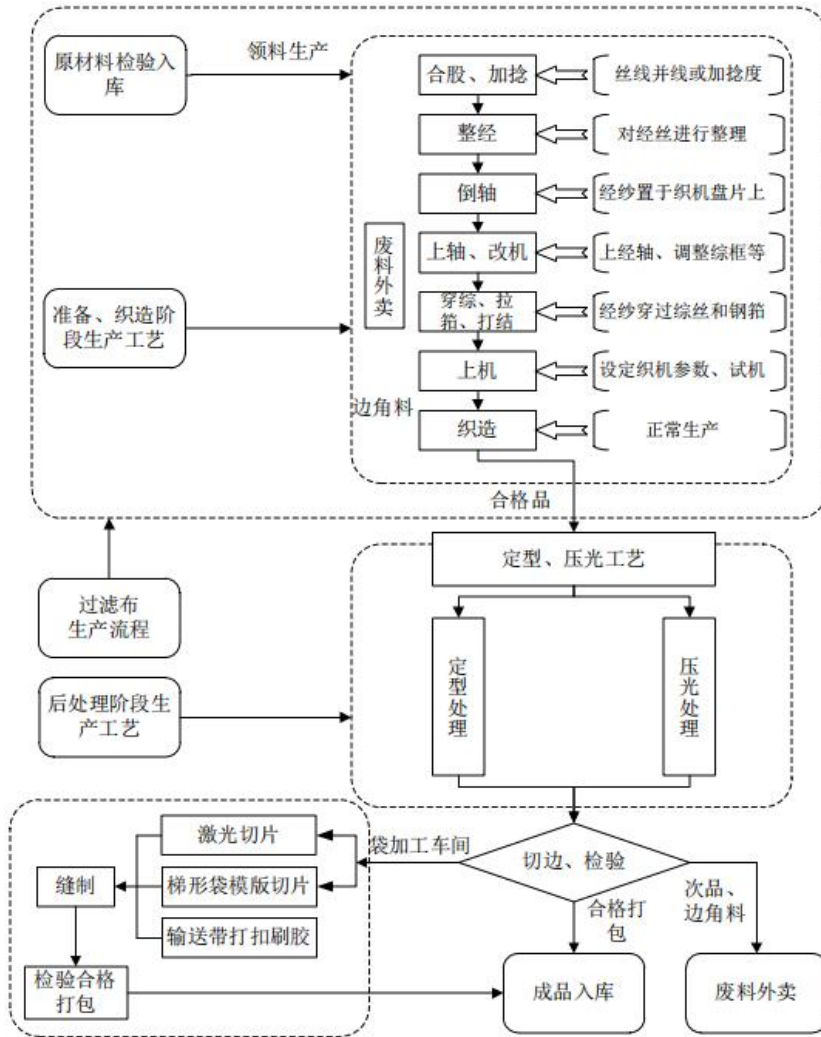 原材料检验入
库
领料生产
合股、加捻
丝线并线或加捻度
整经
对经丝进行整理
倒轴
经纱置于织机盘片上
废
料
外
卖
上轴、改机
上经轴、调整综框等
准备、织造阶
段生产工艺
穿综、拉
箱、打结
经纱穿过综丝和钢箱
上机
设定织机参数、试机
边角料
织造
正常生产
合格品
定型、压光工艺
过滤布
生产流程
定
型
处
理
压
光
处
理
后处理阶段生
产工艺
激光切片
袋加工车间
切边、检验
缝制
梯形袋模版切片
次品、
边角料
合格打
包
输送带打扣刷胶
检验合格
打包
成品入库
废料外卖